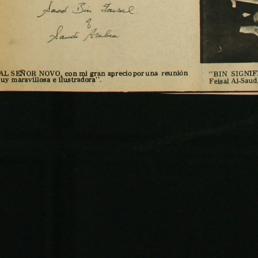 Saud Bin Faisal
of
Saudi Arabia
AL SEÑOR NOVO, con mi gran aprecio por una reunión
uy maravillosa e ilustradora".
"BIN SIGNIF
Feisal Al-Saud